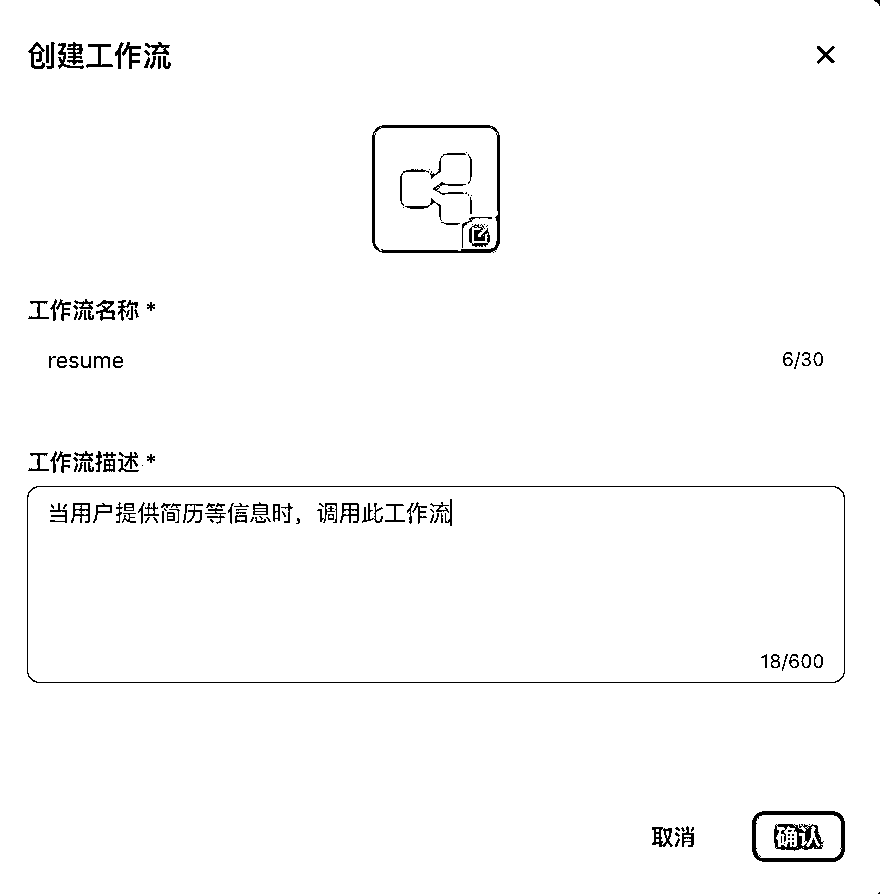 创建工作流
工作流名称 *
resume
6/30
工作流描述 *
当用户提供简历等信息时，调用此工作流
18/600
取消
确认